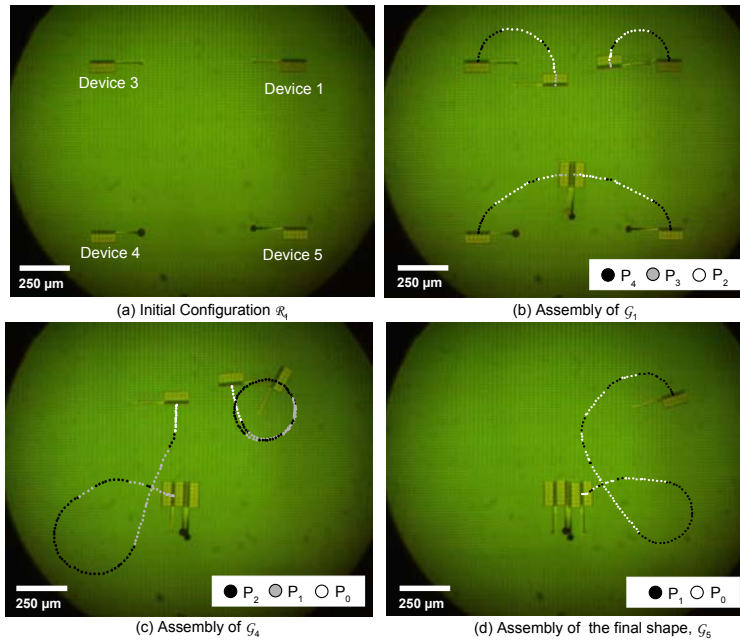 Device 3
Device 1
Device 4
Device 5
250 µm
(a) Initial Configuration ℛ₁
250 µm
P₄ P₃ P₂
(b) Assembly of 𝒢₁
250 µm
P₂ P₁ P₀
(c) Assembly of 𝒢₄
250 µm
P₁ P₀
(d) Assembly of the final shape, 𝒢₅